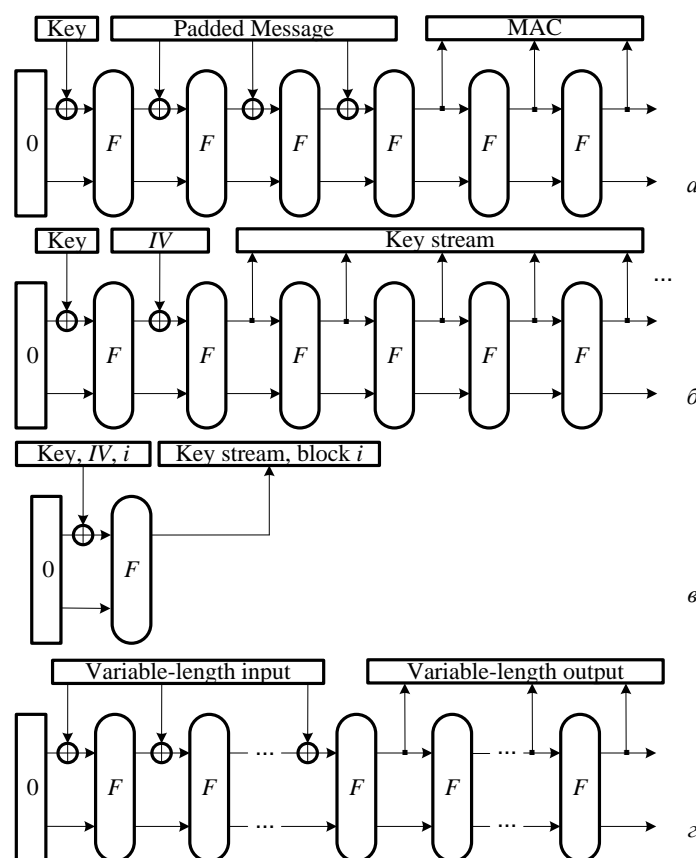 Key Padded Message MAC
0 F F F F F F
а
Key IV Key stream
...
0 F F F F F F
б
Key, IV, i Key stream, block i
0 F
в
Variable-length input Variable-length output
... ...
0 F F F F F
... ...
г